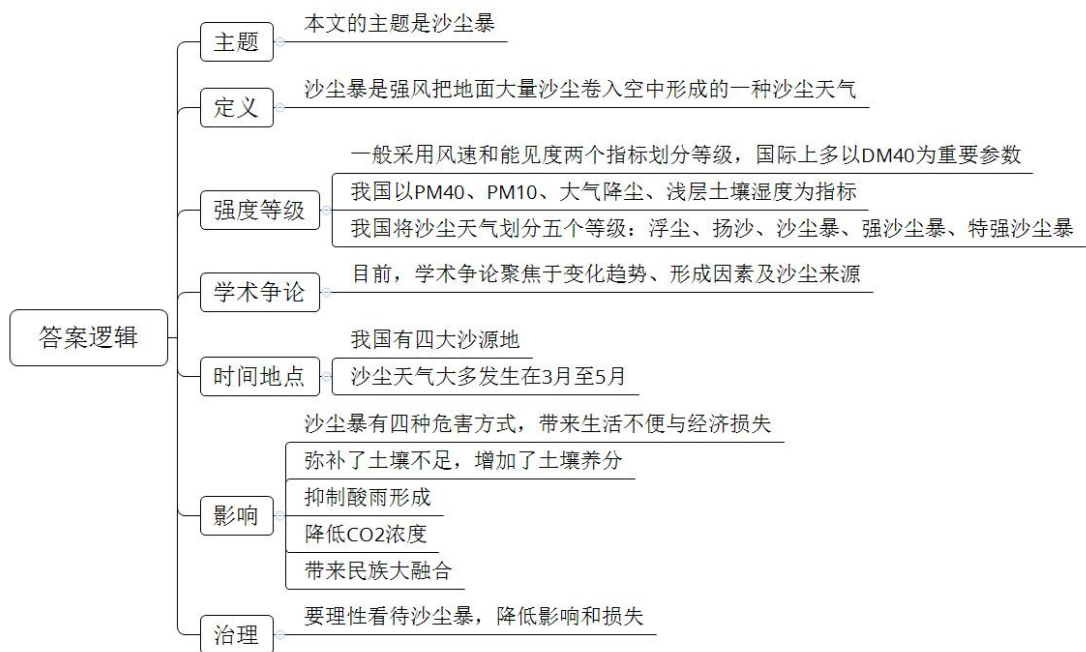 答案逻辑
主题
本文的主题是沙尘暴
定义
沙尘暴是强风把地面大量沙尘卷入空中形成的一种沙尘天气
强度等级
一般采用风速和能见度两个指标划分等级，国际上多以DM40为重要参数
我国以PM40、PM10、大气降尘、浅层土壤湿度为指标
我国将沙尘天气划分五个等级：浮尘、扬沙、沙尘暴、强沙尘暴、特强沙尘暴
学术争论
目前，学术争论聚焦于变化趋势、形成因素及沙尘来源
时间地点
我国有四大沙源地
沙尘天气大多发生在3月至5月
影响
沙尘暴有四种危害方式，带来生活不便与经济损失
弥补了土壤不足，增加了土壤养分
抑制酸雨形成
降低CO2浓度
带来民族大融合
治理
要理性看待沙尘暴，降低影响和损失